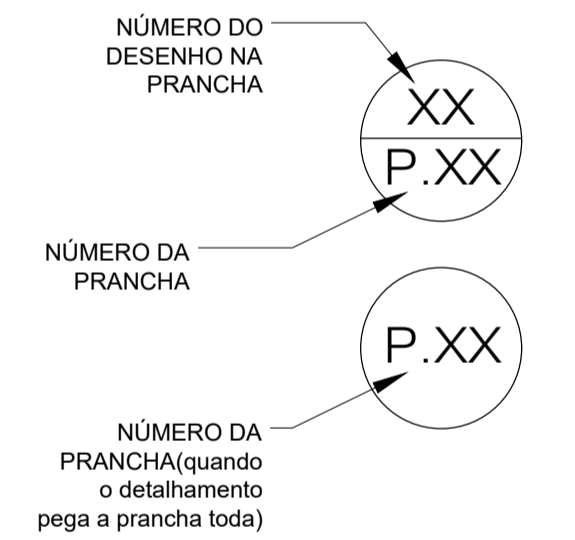 NÚMERO DO
DESENHO NA
PRANCHA
XX
P.XX
NÚMERO DA
PRANCHA
P.XX
NÚMERO DA
PRANCHA(quando
o detalhamento
pega a prancha toda)